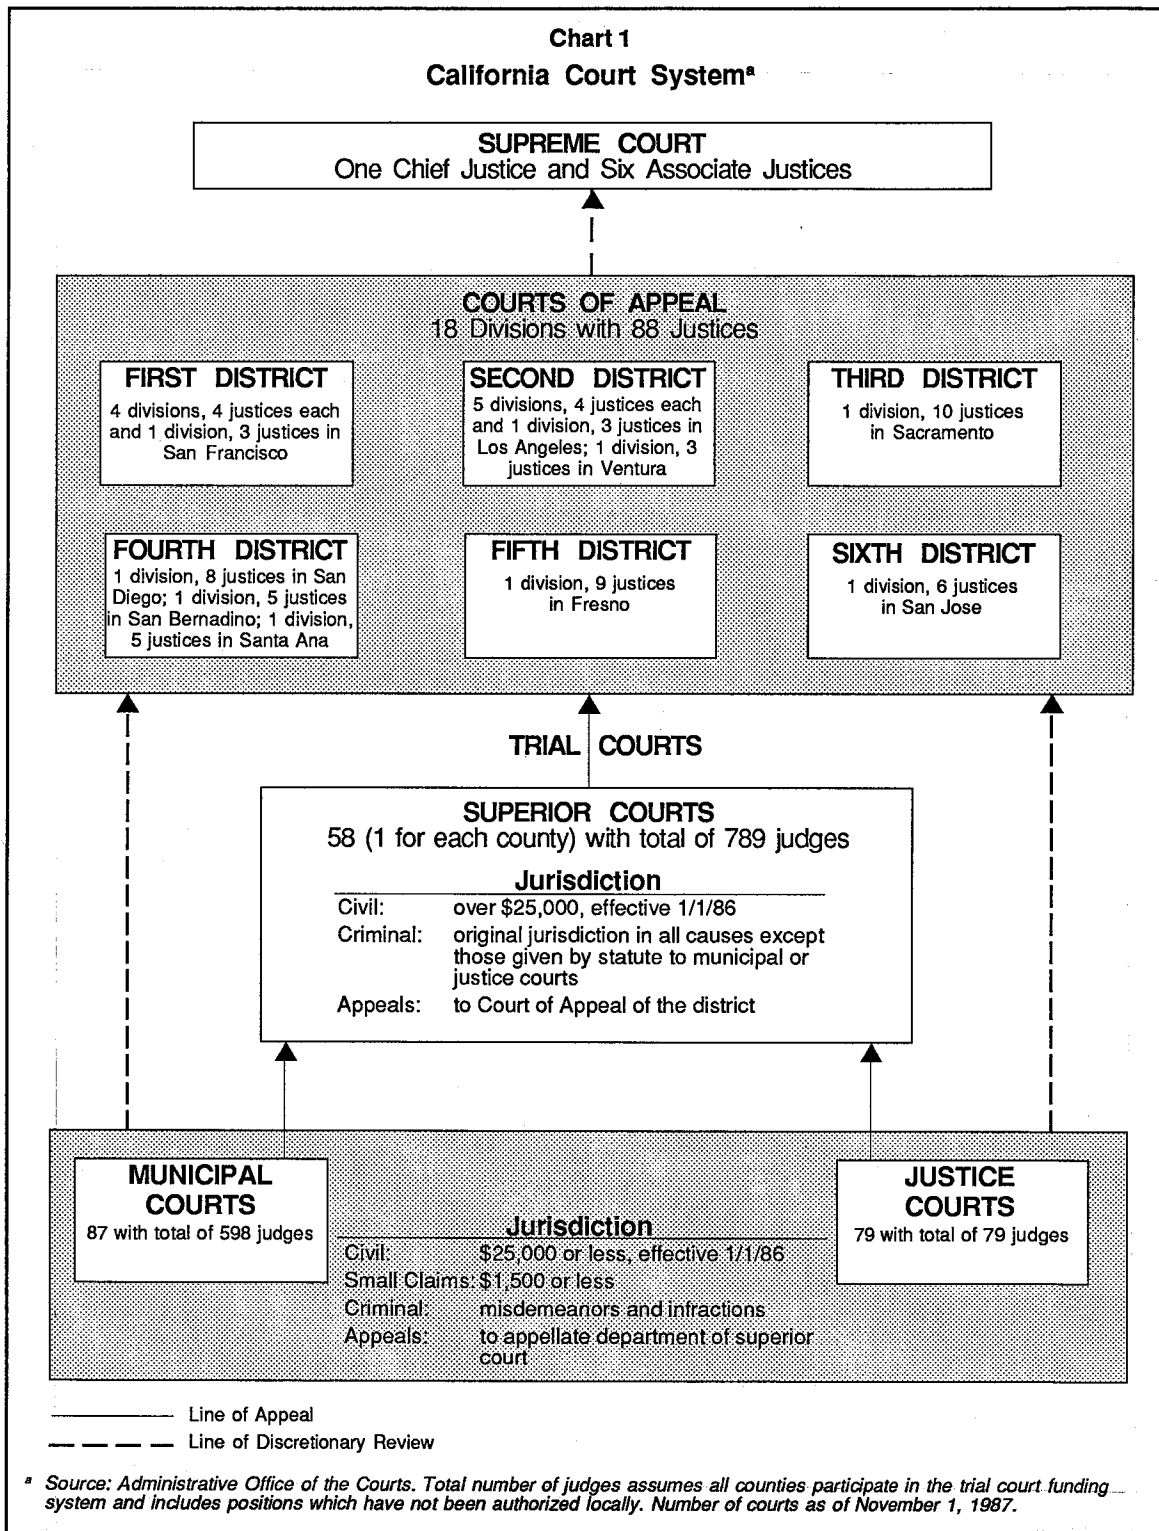 Chart 1
California Court Systemᵃ
SUPREME COURT
One Chief Justice and Six Associate Justices
COURTS OF APPEAL
18 Divisions with 88 Justices
FIRST DISTRICT
4 divisions, 4 justices each
and 1 division, 3 justices in
San Francisco
SECOND DISTRICT
5 divisions, 4 justices each
and 1 division, 3 justices in
Los Angeles; 1 division, 3
justices in Ventura
THIRD DISTRICT
1 division, 10 justices
in Sacramento
FOURTH DISTRICT
1 division, 8 justices in San
Diego; 1 division, 5 justices
in San Bernadino; 1 division,
5 justices in Santa Ana
FIFTH DISTRICT
1 division, 9 justices
in Fresno
SIXTH DISTRICT
1 division, 6 justices
in San Jose
TRIAL COURTS
SUPERIOR COURTS
58 (1 for each county) with total of 789 judges
Jurisdiction
Civil: over $25,000, effective 1/1/86
Criminal: original jurisdiction in all causes except
those given by statute to municipal or
justice courts
Appeals: to Court of Appeal of the district
MUNICIPAL
COURTS
87 with total of 598 judges
Jurisdiction
Civil: $25,000 or less, effective 1/1/86
Small Claims: $1,500 or less
Criminal: misdemeanors and infractions
Appeals: to appellate department of superior
court
JUSTICE
COURTS
79 with total of 79 judges
Line of Appeal
Line of Discretionary Review
ᵃ Source: Administrative Office of the Courts. Total number of judges assumes all counties participate in the trial court funding
system and includes positions which have not been authorized locally. Number of courts as of November 1, 1987.